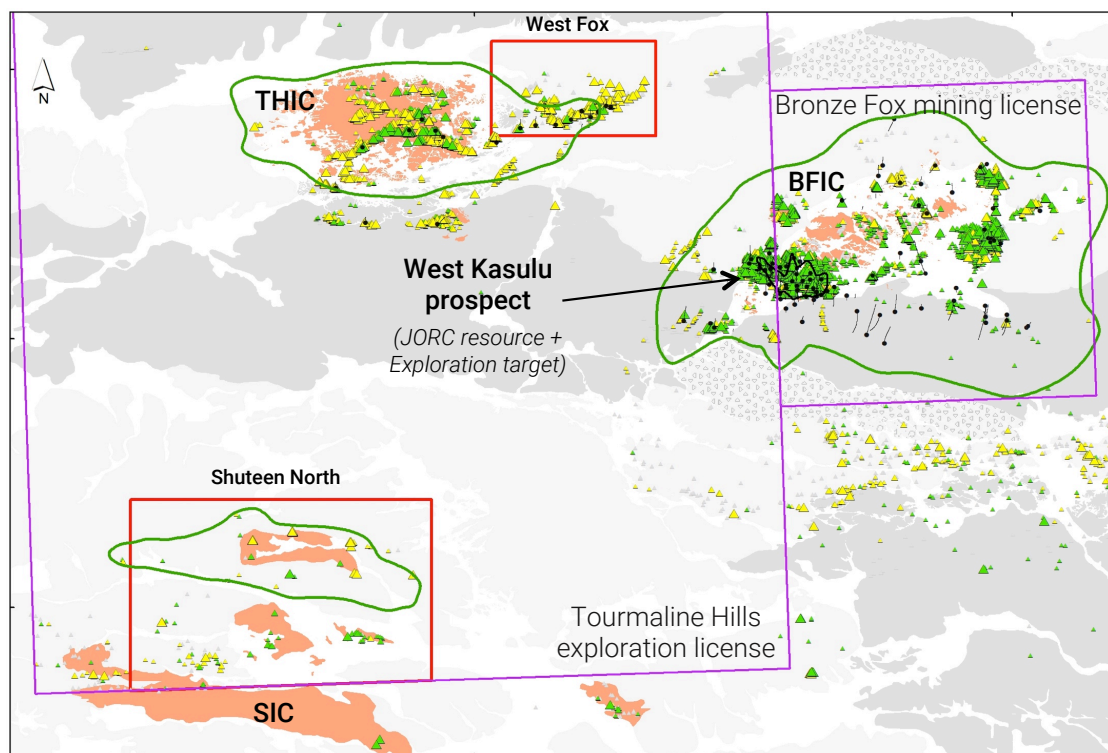 West Fox
N
THIC
Bronze Fox mining license
BFIC
West Kasulu
prospect
(JORC resource +
Exploration target)
Shuteen North
Tourmaline Hills
exploration license
SIC